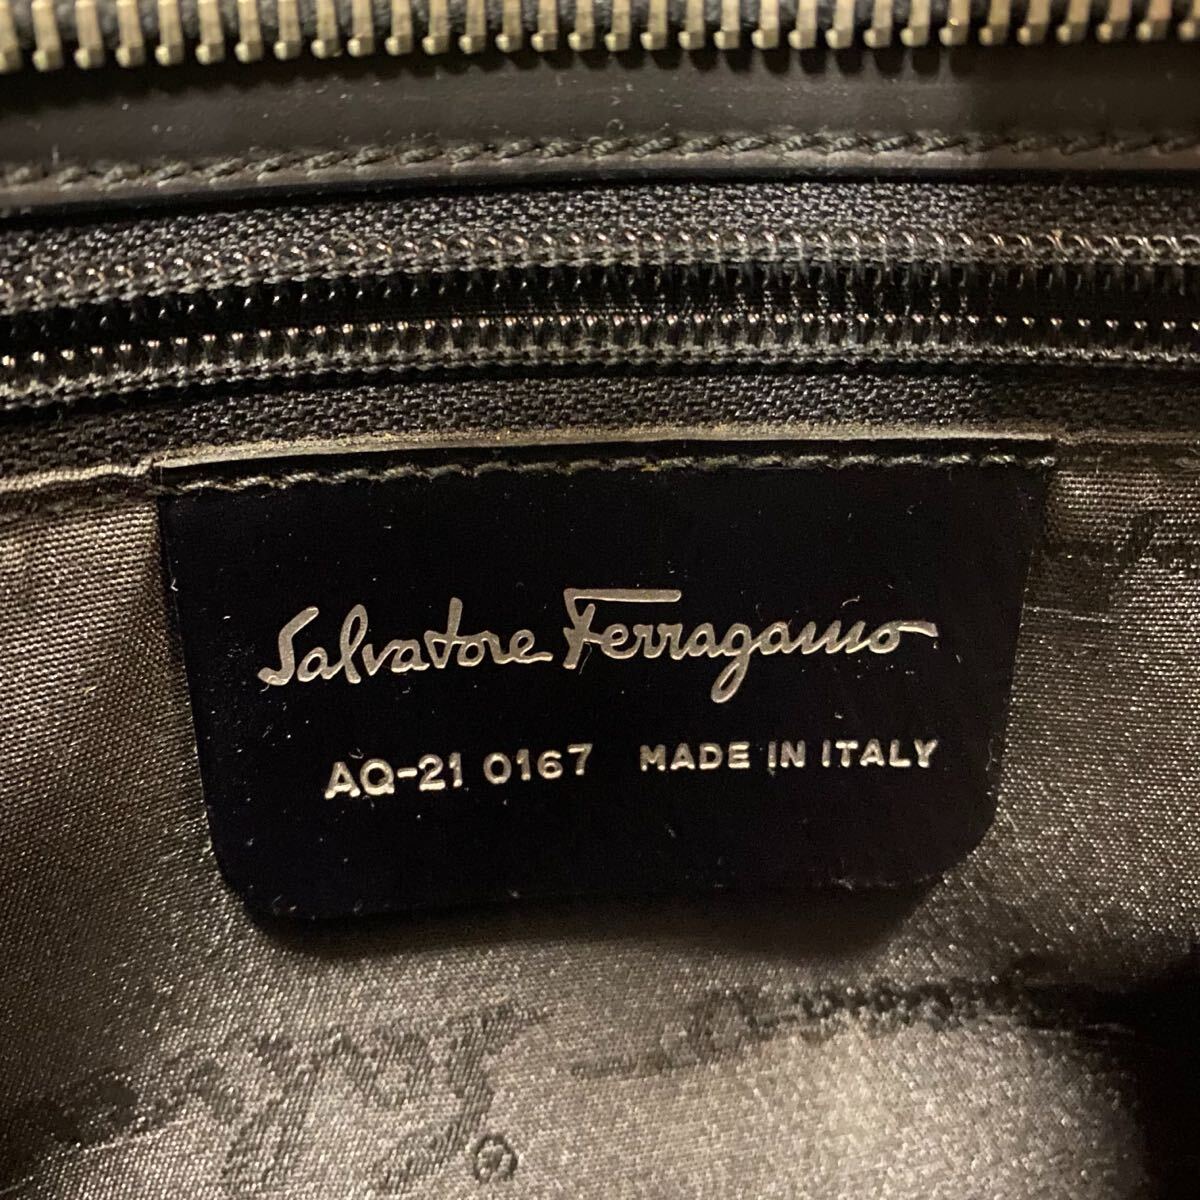 Salvatore Ferragamo
AQ-21 0167 MADE IN ITALY
®